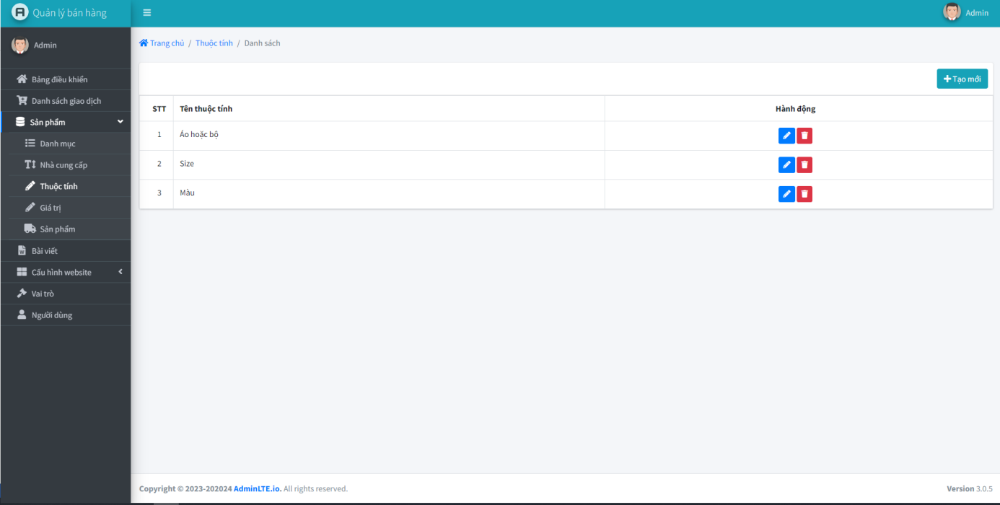 Quản lý bán hàng
Admin
Admin
Bảng điều khiển
Danh sách giao dịch
Sản phẩm
Danh mục
Nhà cung cấp
Thuộc tính
Giá trị
Sản phẩm
Bài viết
Cấu hình website
Vai trò
Người dùng
Trang chủ / Thuộc tính / Danh sách
Tạo mới
STT Tên thuộc tính Hành động
1 Áo hoặc bộ
2 Size
3 Màu
Copyright © 2023-202024 AdminLTE.io. All rights reserved. Version 3.0.5